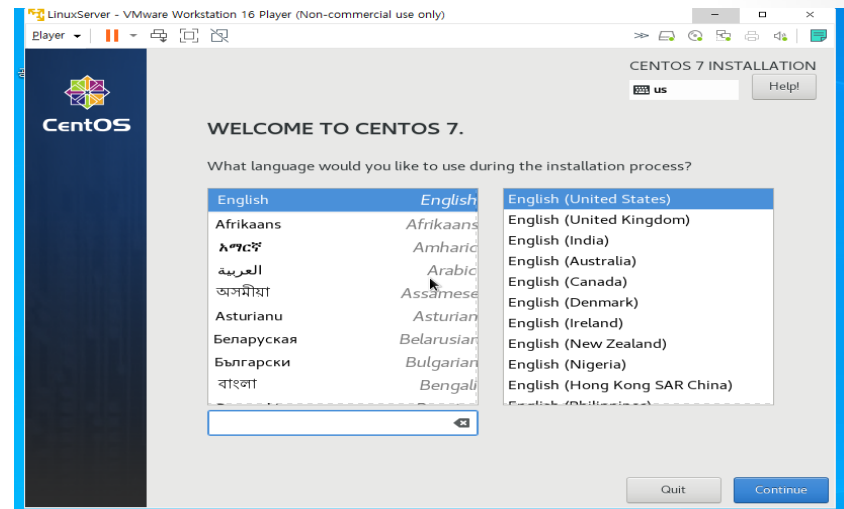 LinuxServer - VMware Workstation 16 Player (Non-commercial use only)
Player
CENTOS 7 INSTALLATION
us
Help!
CentOS
WELCOME TO CENTOS 7.
What language would you like to use during the installation process?
English English
Afrikaans Afrikaans
አማርኛ Amharic
العربية Arabic
অসমীয়া Assamese
Asturianu Asturian
Беларуская Belarusian
Български Bulgarian
বাংলা Bengali
English (United States)
English (United Kingdom)
English (India)
English (Australia)
English (Canada)
English (Denmark)
English (Ireland)
English (New Zealand)
English (Nigeria)
English (Hong Kong SAR China)
English (Philippines)
Quit
Continue